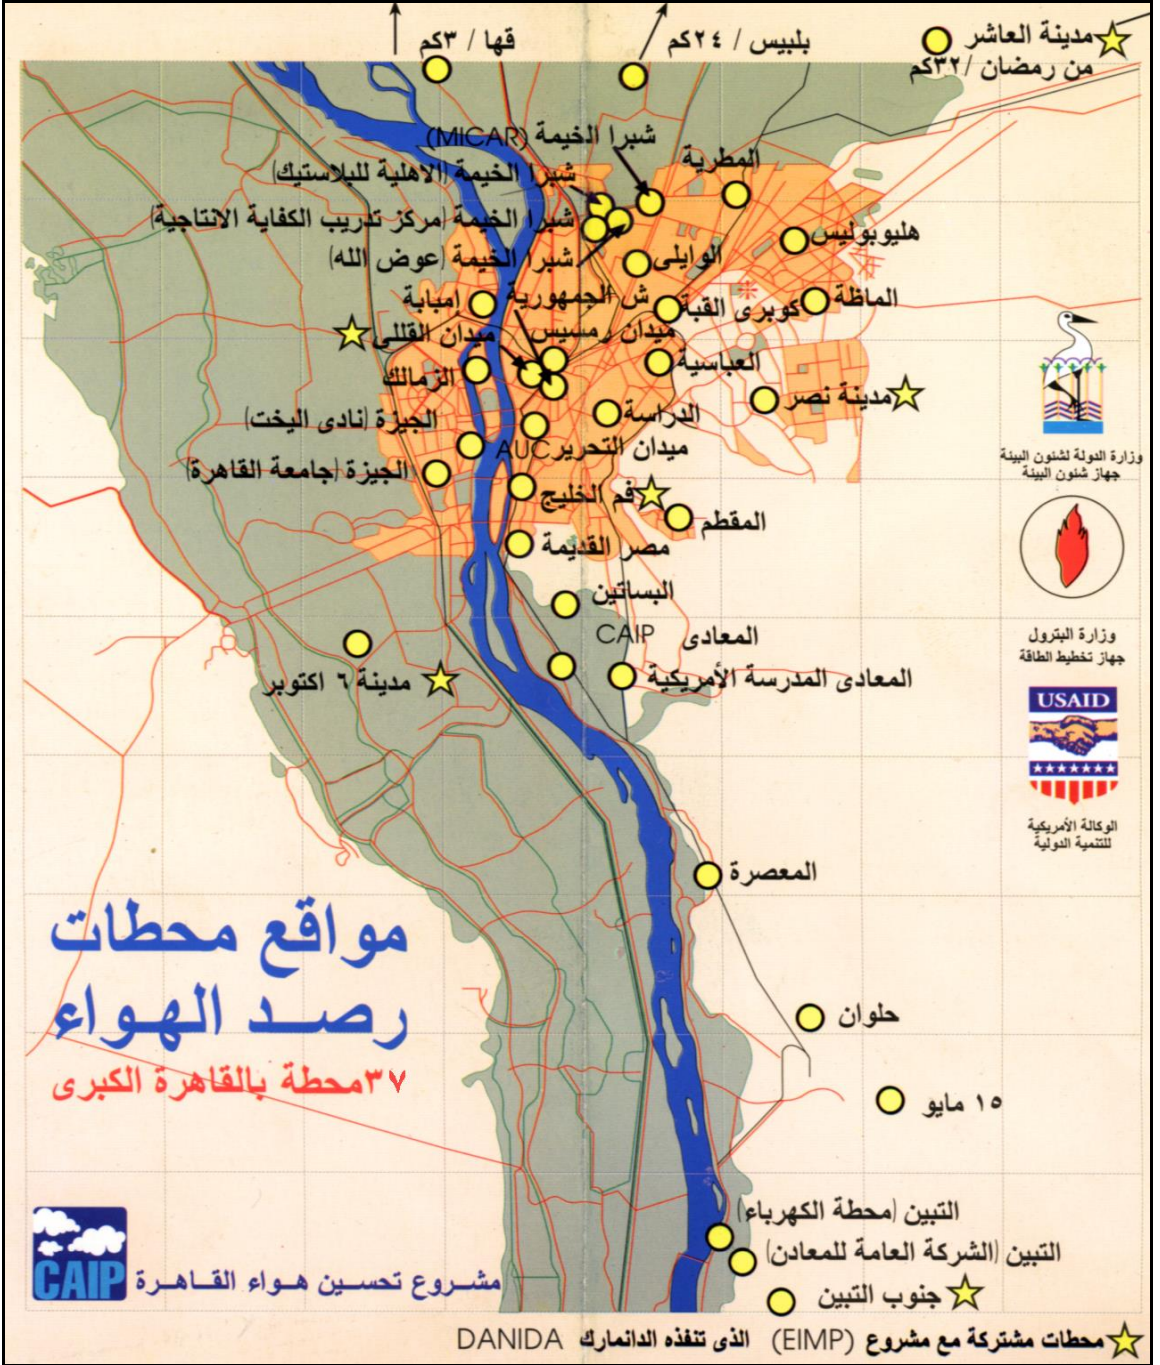 قها / ٣كم
بلبيس / ٢٤كم
مدينة العاشر
من رمضان / ٣٢كم
شبرا الخيمة (MICAR)
المطرية
شبرا الخيمة (الاهلية للبلاستيك)
شبرا الخيمة (مركز تدريب الكفاية الانتاجية)
هليوبوليس
شبرا الخيمة (عوض الله)
الوايلى
امبابة
ش الجمهورية
كوبرى القبة
الماظة
ميدان القللى
ميدان رمسيس
العباسية
الزمالك
مدينة نصر
الجيزة (نادى اليخت)
الدراسة
ميدان التحرير AUC
الجيزة (جامعة القاهرة)
فم الخليج
المقطم
مصر القديمة
البساتين
المعادى CAIP
المعادى المدرسة الأمريكية
مدينة ٦ اكتوبر
وزارة الدولة لشئون البيئة
جهاز شئون البيئة
وزارة البترول
جهاز تخطيط الطاقة
USAID
الوكالة الأمريكية
للتنمية الدولية
المعصرة
مواقع محطات
رصد الهواء
٣٧ محطة بالقاهرة الكبرى
حلوان
١٥ مايو
التبين (محطة الكهرباء)
التبين (الشركة العامة للمعادن)
جنوب التبين
CAIP
مشروع تحسين هواء القاهرة
محطات مشتركة مع مشروع (EIMP) الذى تنفذه الدانمارك DANIDA